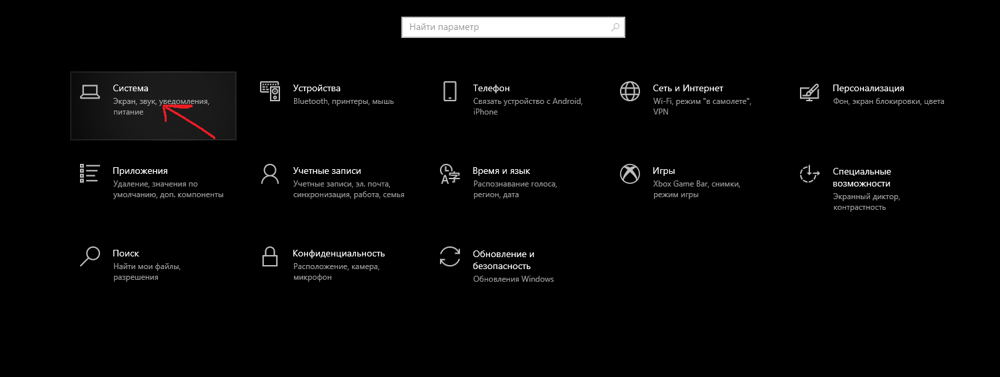 Найти параметр
Система
Экран, звук, уведомления,
питание
Устройства
Bluetooth, принтеры, мышь
Телефон
Связать устройство с Android,
iPhone
Сеть и Интернет
Wi-Fi, режим "в самолете",
VPN
Персонализация
Фон, экран блокировки, цвета
Приложения
Удаление, значения по
умолчанию, доп. компоненты
Учетные записи
Учетные записи, эл. почта,
синхронизация, работа, семья
Время и язык
Распознавание голоса,
регион, дата
Игры
Xbox Game Bar, снимки,
режим игры
Специальные
возможности
Экранный диктор,
контрастность
Поиск
Найти мои файлы,
разрешения
Конфиденциальность
Расположение, камера,
микрофон
Обновление и
безопасность
Обновления Windows